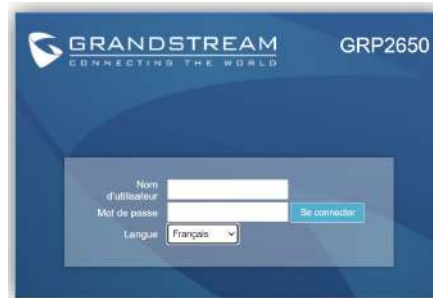 GRANDSTREAM
CONNECTING THE WORLD
GRP2650
Nom
d'utilisateur
Mot de passe
Se connecter
Langue
Français